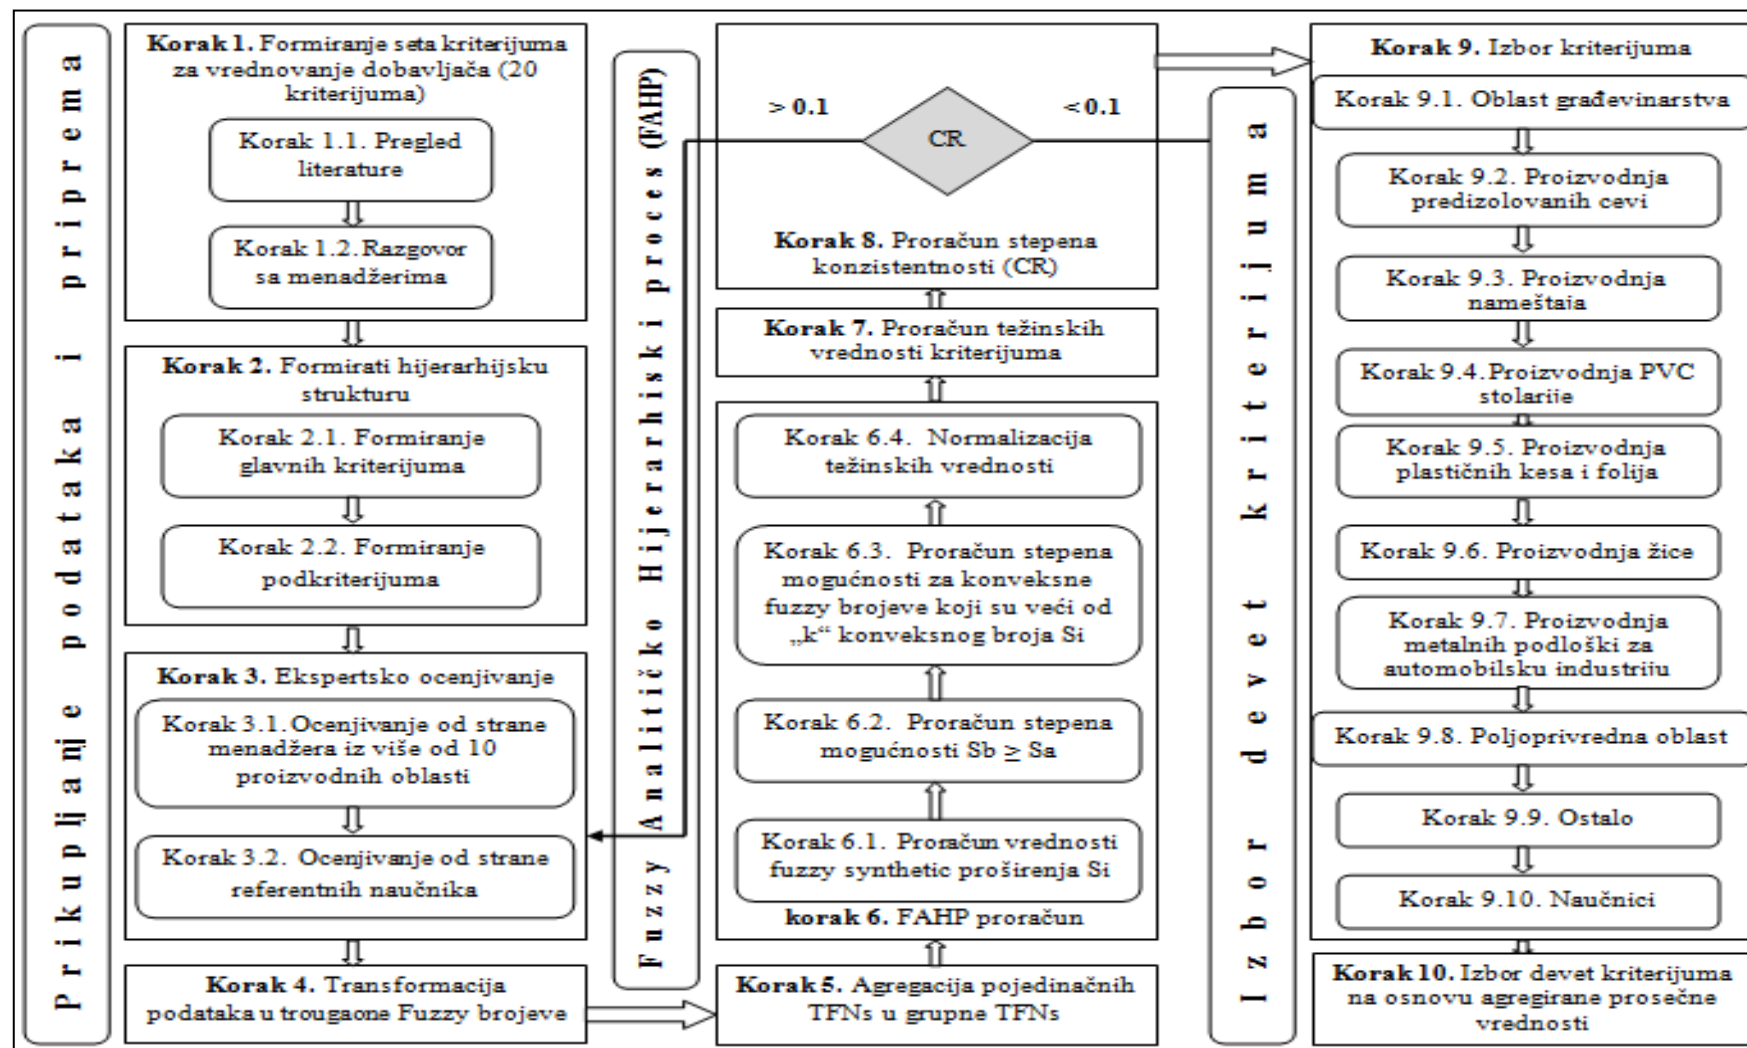 Prikupljanje podataka i priprema
Korak 1. Formiranje seta kriterijuma
za vrednovanje dobavljača (20
kriterijuma)
Korak 1.1. Pregled
literature
Korak 1.2. Razgovor
sa menadžerima
Korak 2. Formirati hijerarhijsku
strukturu
Korak 2.1. Formiranje
glavnih kriterijuma
Korak 2.2. Formiranje
podkriterijuma
Korak 3. Ekspertsko ocenjivanje
Korak 3.1. Ocenjivanje od strane
menadžera iz više od 10
proizvodnih oblasti
Korak 3.2. Ocenjivanje od strane
referentnih naučnika
Korak 4. Transformacija
podataka u trougaone Fuzzy brojeve
Fuzzy Analitičko Hijerarhiski proces (FAHP)
Korak 5. Agregacija pojedinačnih
TFNs u grupne TFNs
korak 6. FAHP proračun
Korak 6.1. Proračun vrednosti
fuzzy synthetic proširenja Si
Korak 6.2. Proračun stepena
mogućnosti Sb ≥ Sa
Korak 6.3. Proračun stepena
mogućnosti za konveksne
fuzzy brojeve koji su veći od
„k“ konveksnog broja Si
Korak 6.4. Normalizacija
težinskih vrednosti
Korak 7. Proračun težinskih
vrednosti kriterijuma
Korak 8. Proračun stepena
konzistentnosti (CR)
> 0.1
CR
< 0.1
Izbor devet kriterijuma
Korak 9. Izbor kriterijuma
Korak 9.1. Oblast građevinarstva
Korak 9.2. Proizvodnja
predizolovanih cevi
Korak 9.3. Proizvodnja
nameštaja
Korak 9.4. Proizvodnja PVC
stolarije
Korak 9.5. Proizvodnja
plastičnih kesa i folija
Korak 9.6. Proizvodnja žice
Korak 9.7. Proizvodnja
metalnih podloški za
automobilsku industriju
Korak 9.8. Poljoprivredna oblast
Korak 9.9. Ostalo
Korak 9.10. Naučnici
Korak 10. Izbor devet kriterijuma
na osnovu agregirane prosečne
vrednosti